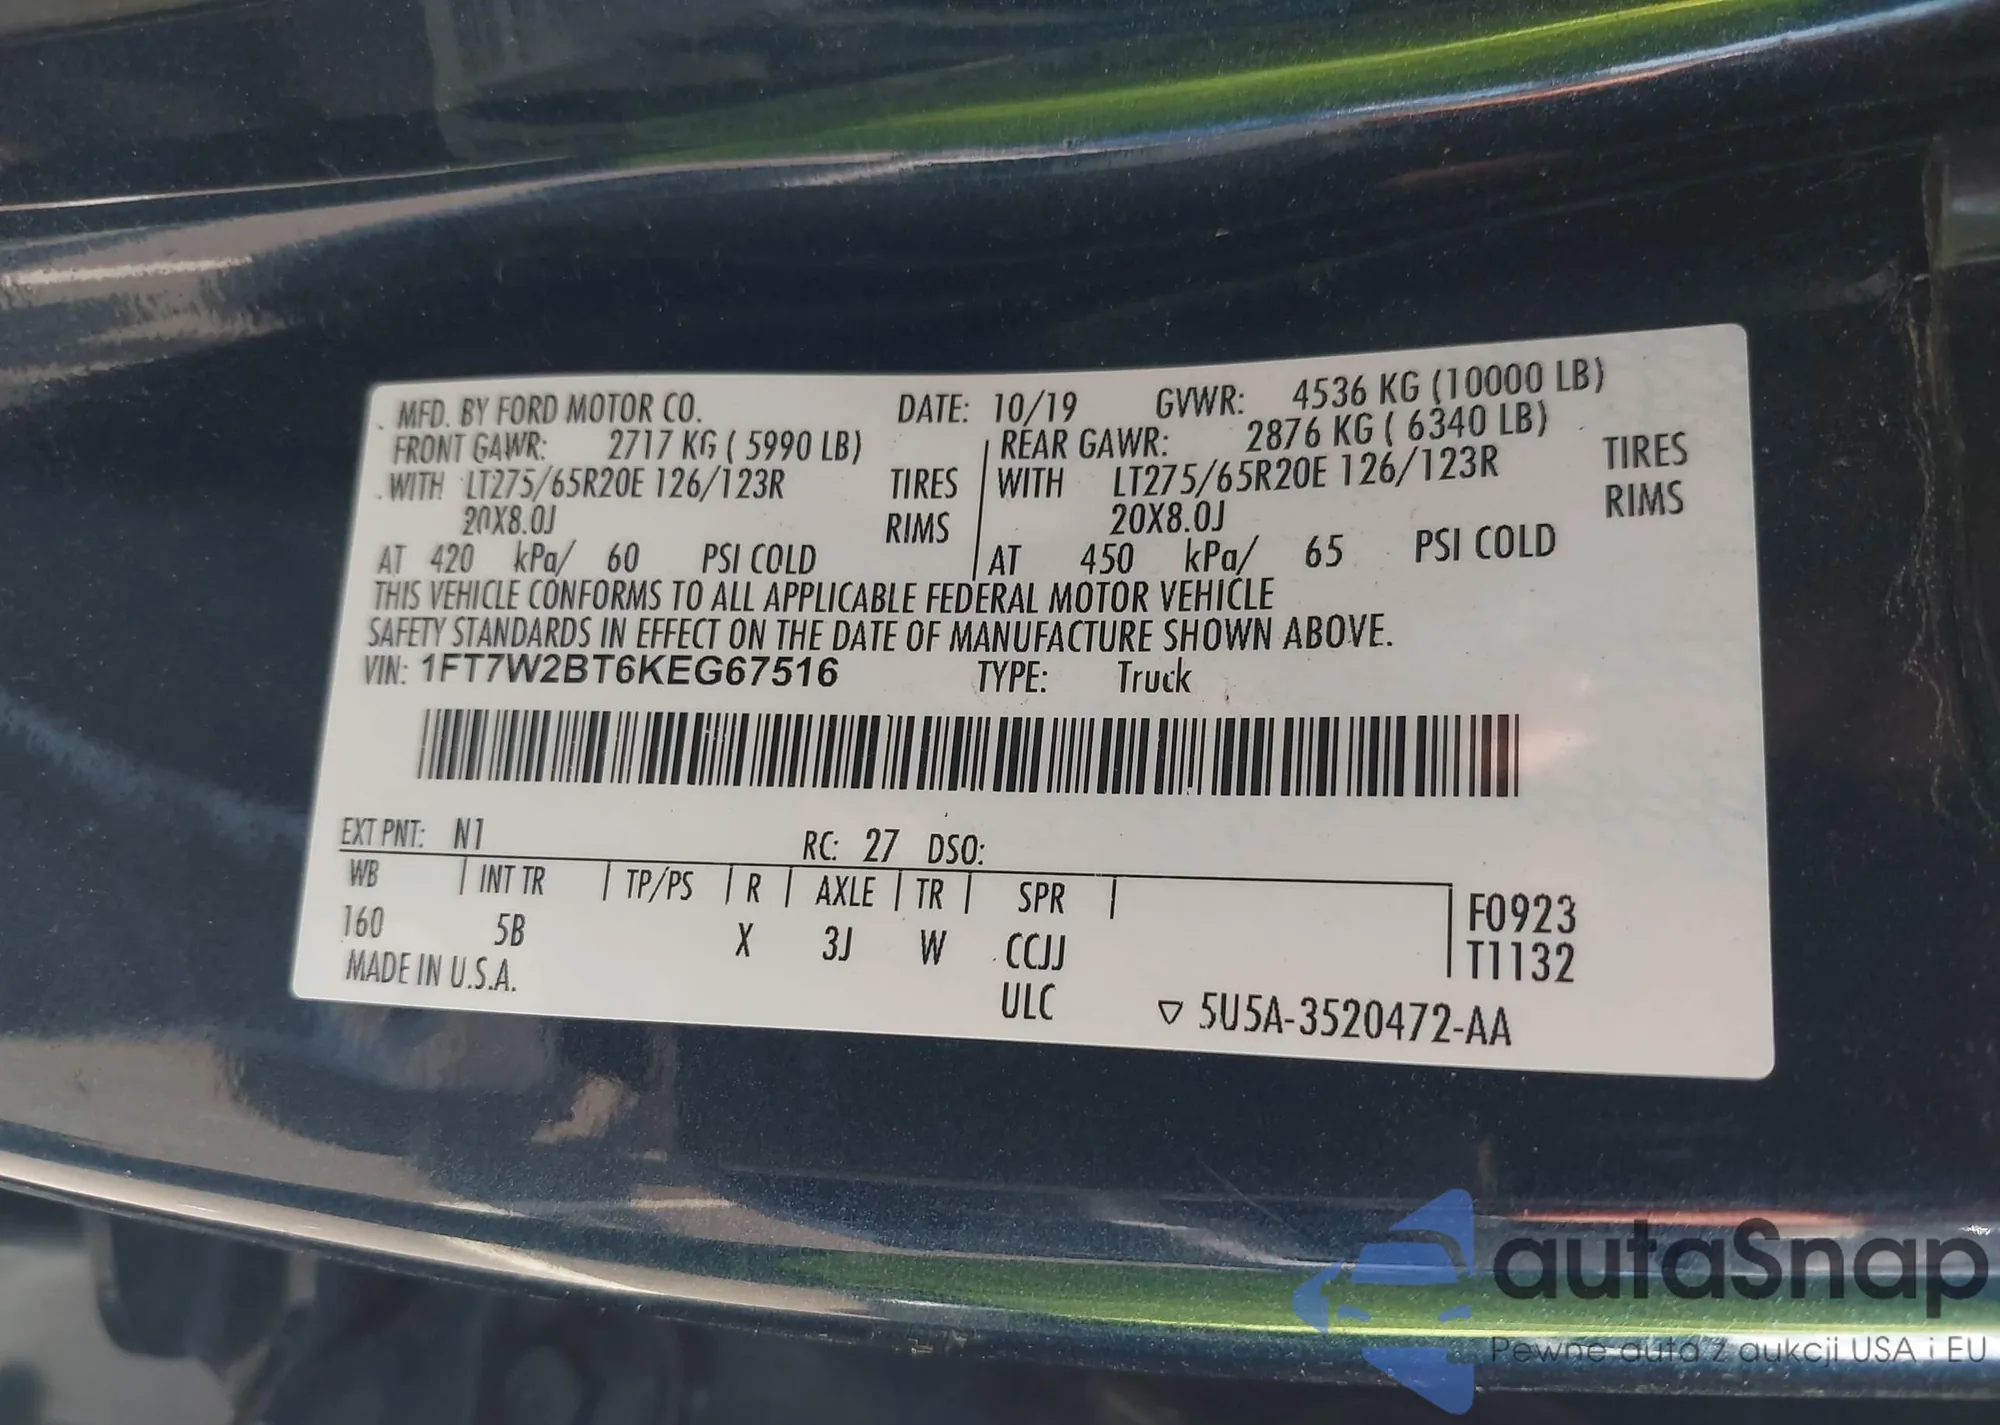 MFD. BY FORD MOTOR CO. DATE: 10/19 GVWR: 4536 KG (10000 LB)
FRONT GAWR: 2717 KG ( 5990 LB) REAR GAWR: 2876 KG ( 6340 LB)
WITH LT275/65R20E 126/123R TIRES WITH LT275/65R20E 126/123R TIRES
20X8.0J RIMS 20X8.0J RIMS
AT 420 kPa/ 60 PSI COLD AT 450 kPa/ 65 PSI COLD
THIS VEHICLE CONFORMS TO ALL APPLICABLE FEDERAL MOTOR VEHICLE
SAFETY STANDARDS IN EFFECT ON THE DATE OF MANUFACTURE SHOWN ABOVE.
VIN: 1FT7W2BT6KEG67516 TYPE: Truck
EXT PNT: N1 RC: 27 DSO:
WB INT TR TP/PS R AXLE TR SPR F0923
160 5B X 3J W CCJJ T1132
MADE IN U.S.A. ULC ▽ 5U5A-3520472-AA
autaSnap
Pewne auta z aukcji USA i EU